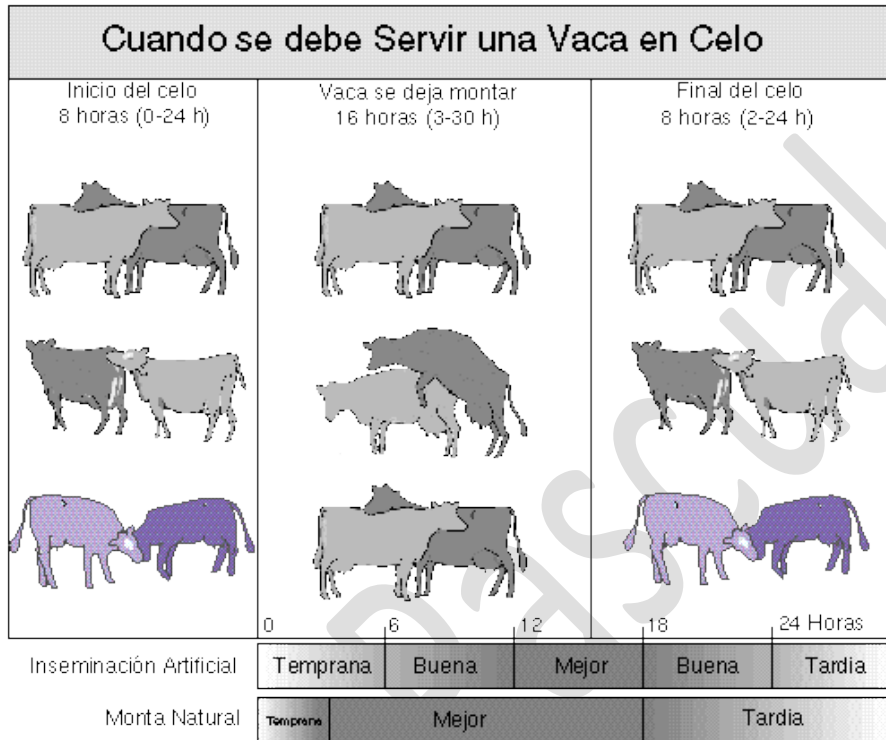 Cuando se debe Servir una Vaca en Celo
Inicio del celo
8 horas (0-24 h)
Vaca se deja montar
16 horas (3-30 h)
Final del celo
8 horas (2-24 h)
0 6 12 18 24 Horas
Inseminación Artificial Temprana Buena Mejor Buena Tardia
Monta Natural Temprana Mejor Tardia
Pascual